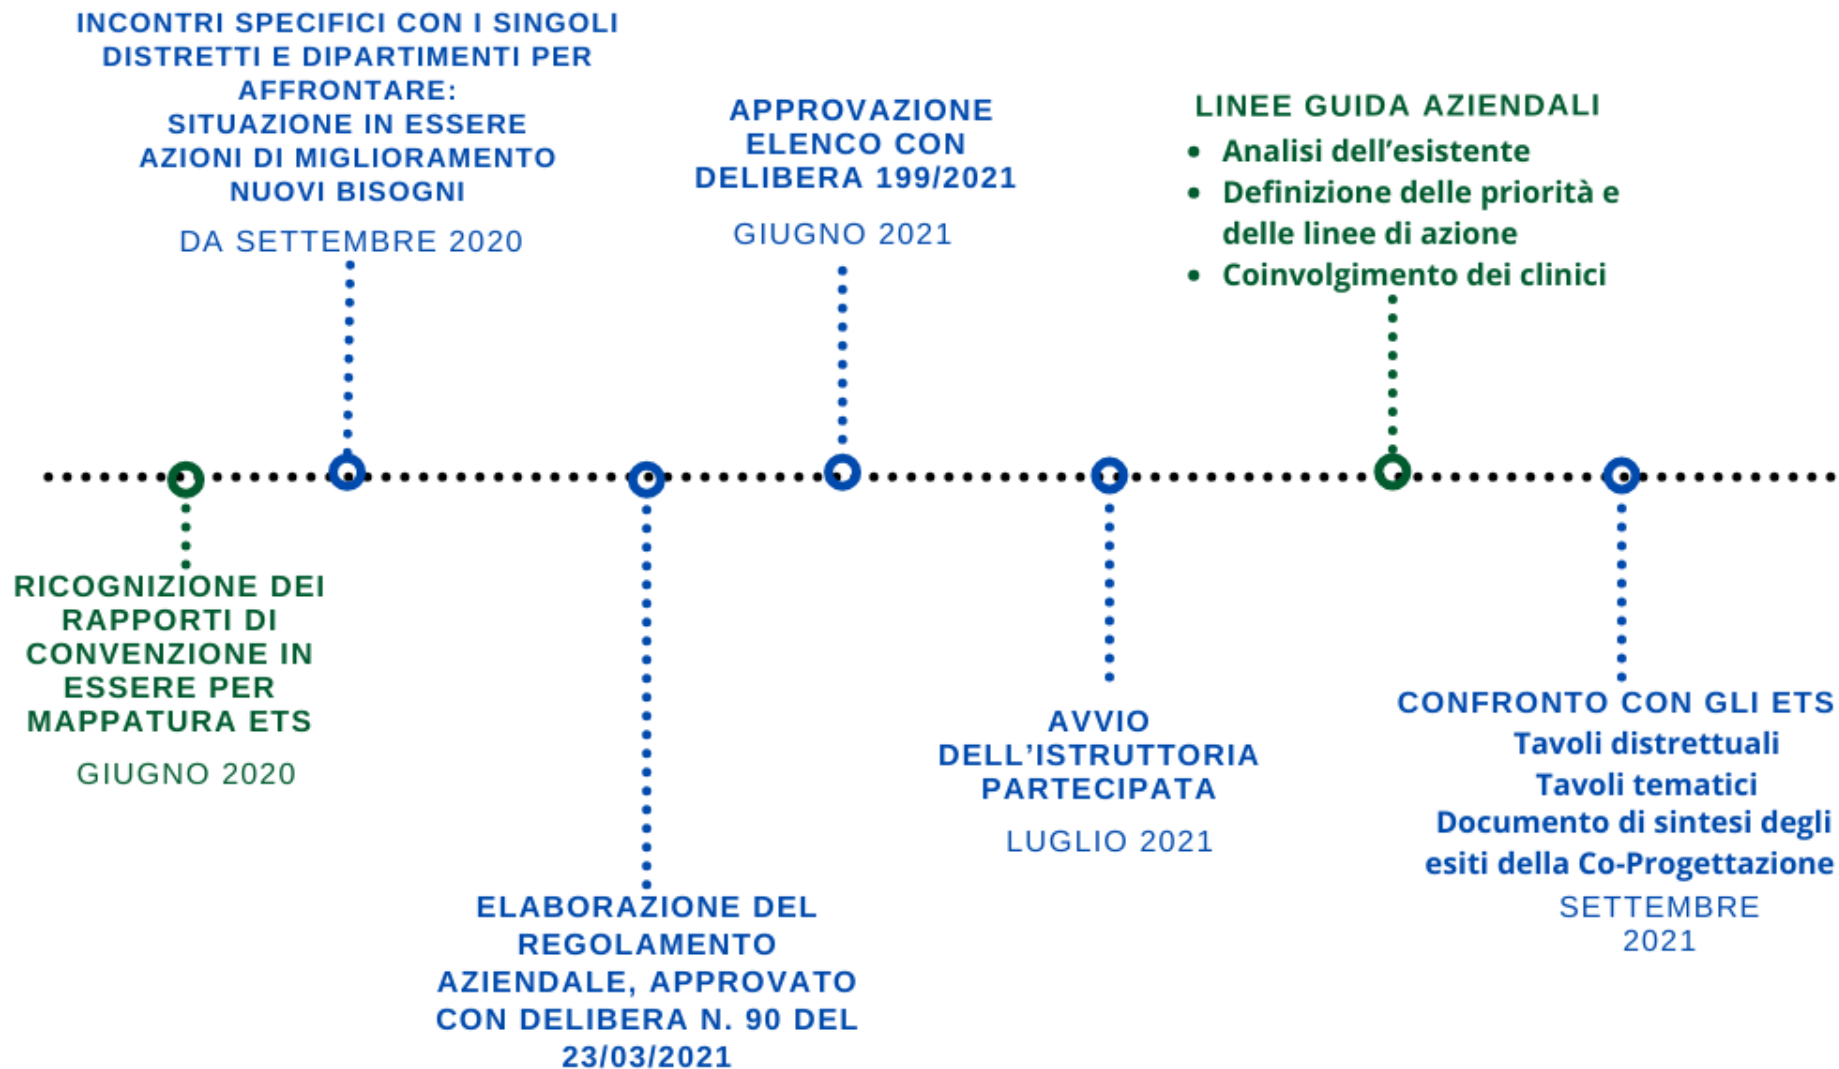 INCONTRI SPECIFICI CON I SINGOLI
DISTRETTI E DIPARTIMENTI PER
AFFRONTARE:
SITUAZIONE IN ESSERE
AZIONI DI MIGLIORAMENTO
NUOVI BISOGNI
DA SETTEMBRE 2020
APPROVAZIONE
ELENCO CON
DELIBERA 199/2021
GIUGNO 2021
LINEE GUIDA AZIENDALI
• Analisi dell’esistente
• Definizione delle priorità e
delle linee di azione
• Coinvolgimento dei clinici
RICOGNIZIONE DEI
RAPPORTI DI
CONVENZIONE IN
ESSERE PER
MAPPATURA ETS
GIUGNO 2020
ELABORAZIONE DEL
REGOLAMENTO
AZIENDALE, APPROVATO
CON DELIBERA N. 90 DEL
23/03/2021
AVVIO
DELL’ISTRUTTORIA
PARTECIPATA
LUGLIO 2021
CONFRONTO CON GLI ETS
Tavoli distrettuali
Tavoli tematici
Documento di sintesi degli
esiti della Co-Progettazione
SETTEMBRE
2021